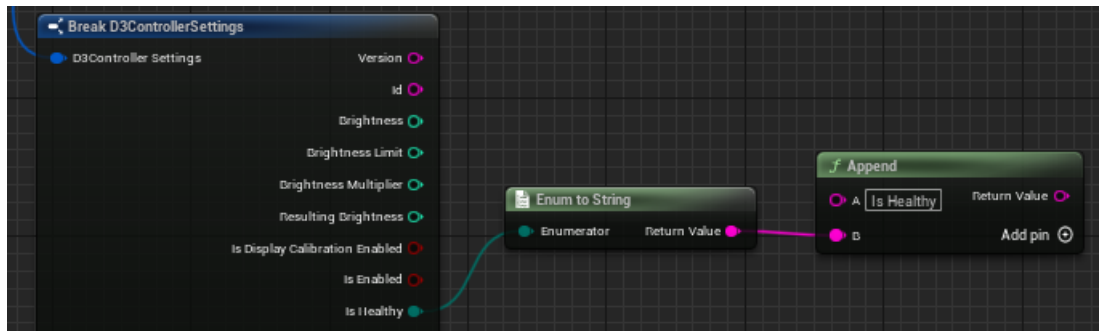 Break D3ControllerSettings
D3Controller Settings
Version
Id
Brightness
Brightness Limit
Brightness Multiplier
Resulting Brightness
Is Display Calibration Enabled
Is Enabled
Is Healthy
Enum to String
Enumerator
Return Value
f Append
A Is Healthy
Return Value
B
Add pin